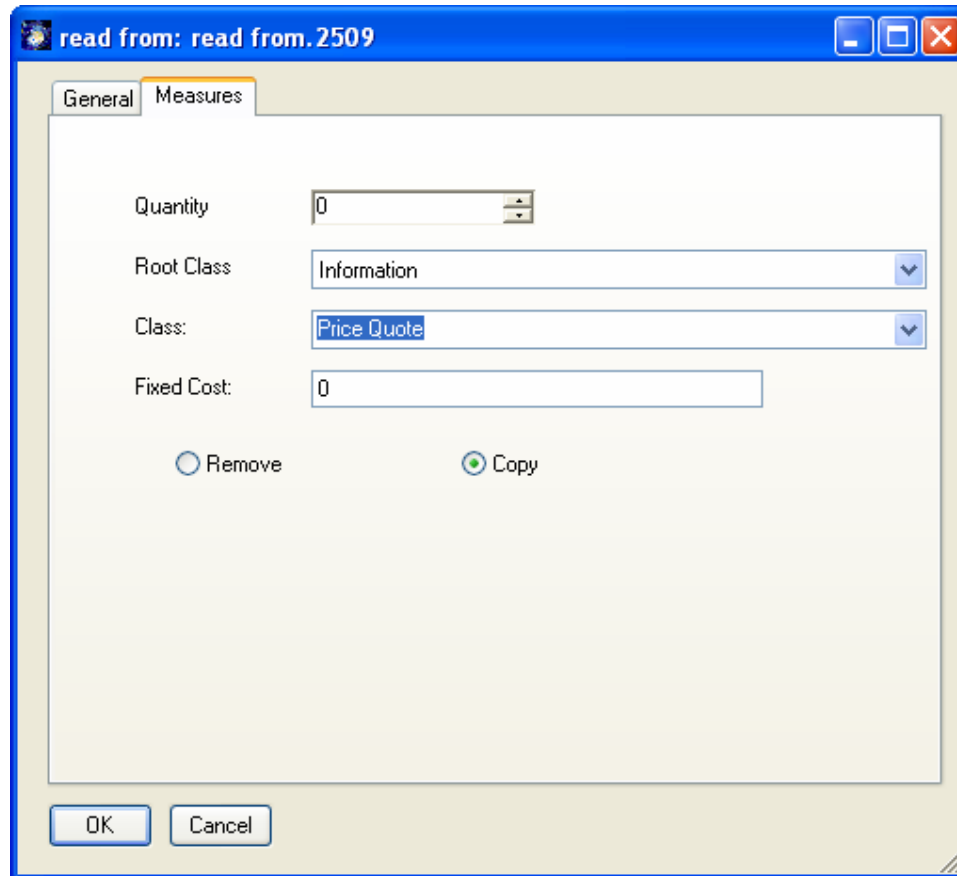 read from: read from.2509
General Measures
Quantity 0
Root Class Information
Class: Price Quote
Fixed Cost: 0
Remove Copy
OK Cancel